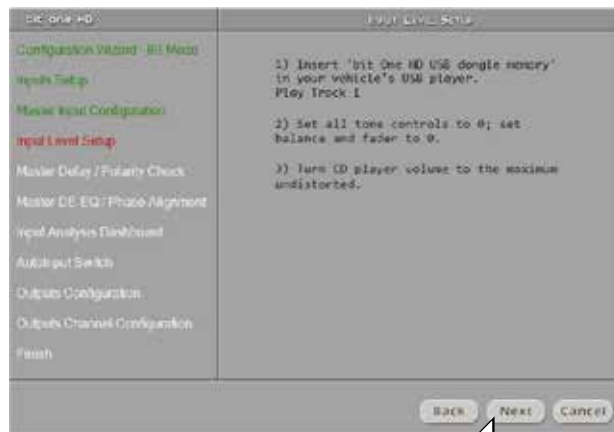 bit one HD
Input Level Setup
Configuration Wizard - Bit Mode
Inputs Setup
Master Input Configuration
Input Level Setup
Master Delay / Polarity Check
Master DE-EQ / Phase Alignment
Input Analysis Dashboard
AutoInput Switch
Outputs Configuration
Outputs Channel Configuration
Finish
1) Insert 'bit One HD USB dongle memory'
in your vehicle's USB player.
Play Track 1
2) Set all tone controls to 0; set
balance and fader to 0.
3) Turn CD player volume to the maximum
undistorted.
Back Next Cancel